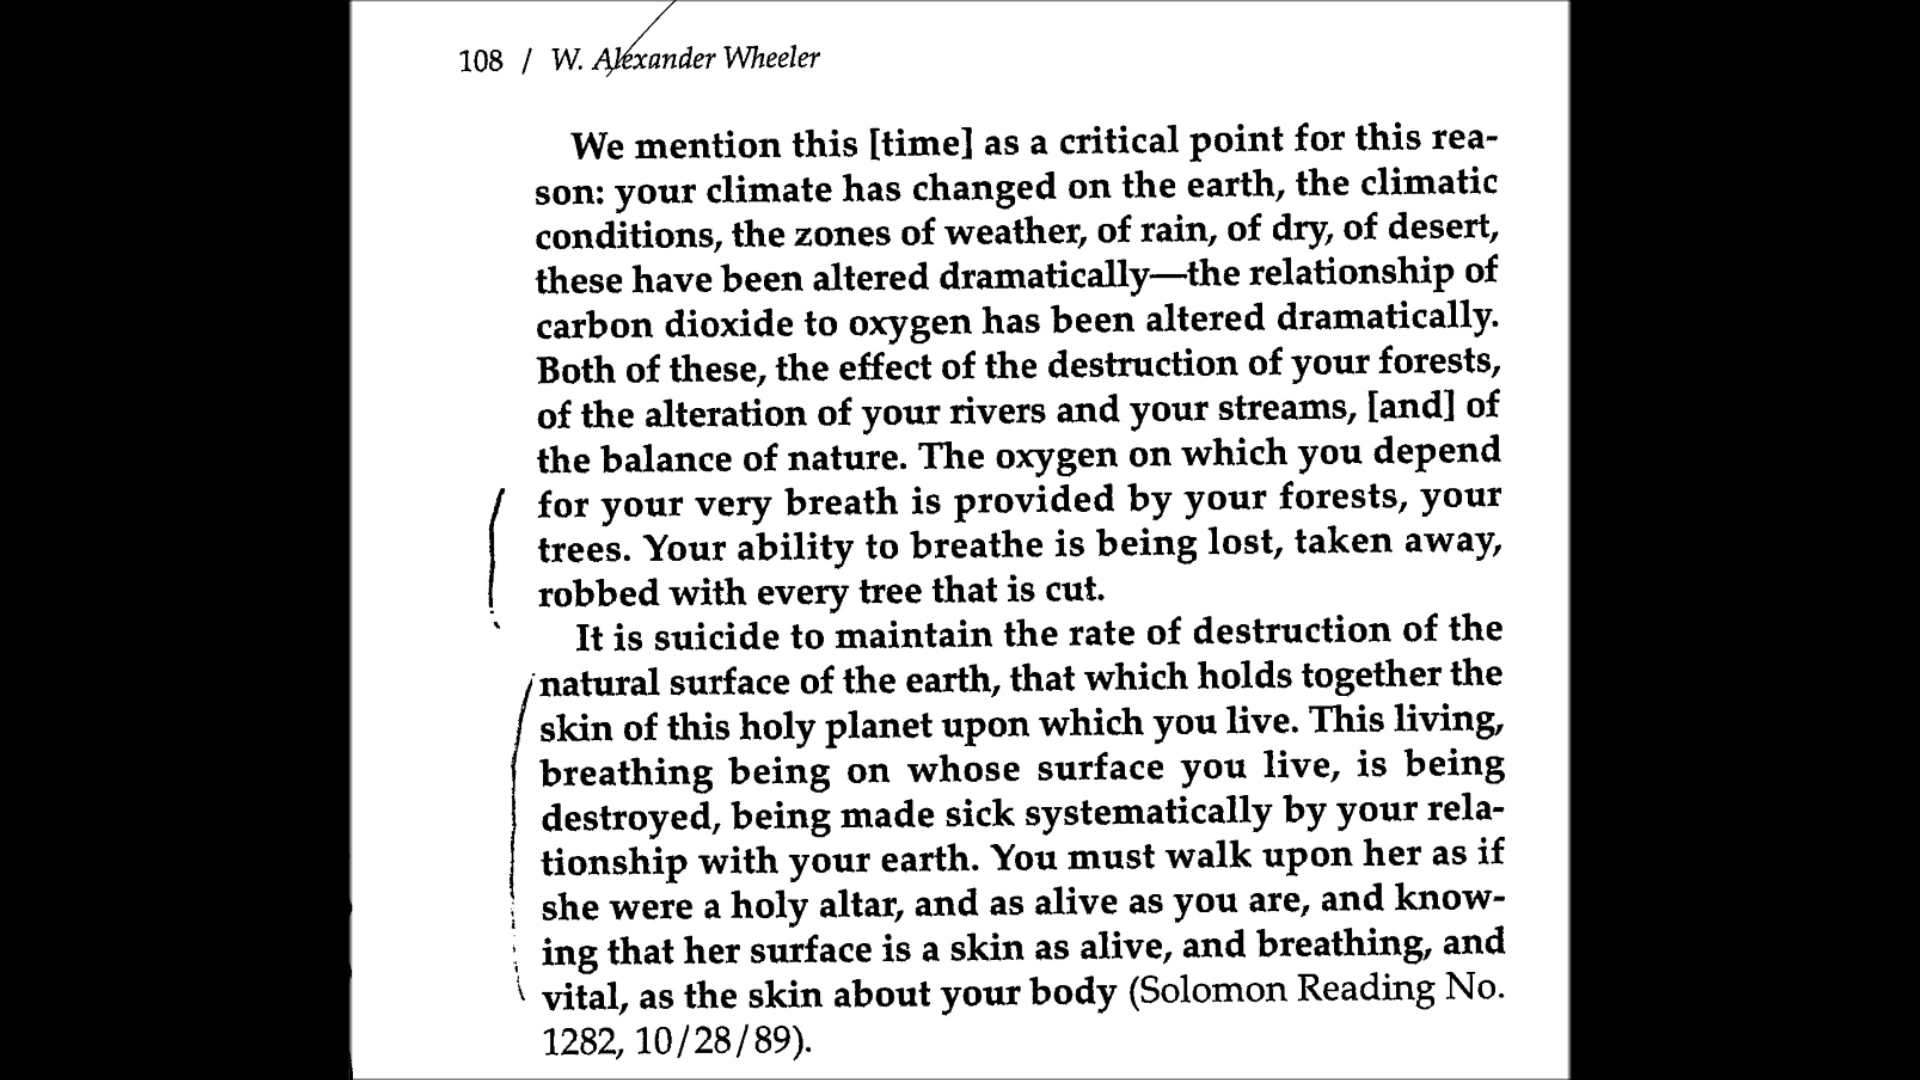 108 / W. Alexander Wheeler
We mention this [time] as a critical point for this rea-
son: your climate has changed on the earth, the climatic
conditions, the zones of weather, of rain, of dry, of desert,
these have been altered dramatically—the relationship of
carbon dioxide to oxygen has been altered dramatically.
Both of these, the effect of the destruction of your forests,
of the alteration of your rivers and your streams, [and] of
the balance of nature. The oxygen on which you depend
for your very breath is provided by your forests, your
trees. Your ability to breathe is being lost, taken away,
robbed with every tree that is cut.
It is suicide to maintain the rate of destruction of the
natural surface of the earth, that which holds together the
skin of this holy planet upon which you live. This living,
breathing being on whose surface you live, is being
destroyed, being made sick systematically by your rela-
tionship with your earth. You must walk upon her as if
she were a holy altar, and as alive as you are, and know-
ing that her surface is a skin as alive, and breathing, and
vital, as the skin about your body (Solomon Reading No.
1282, 10/28/89).